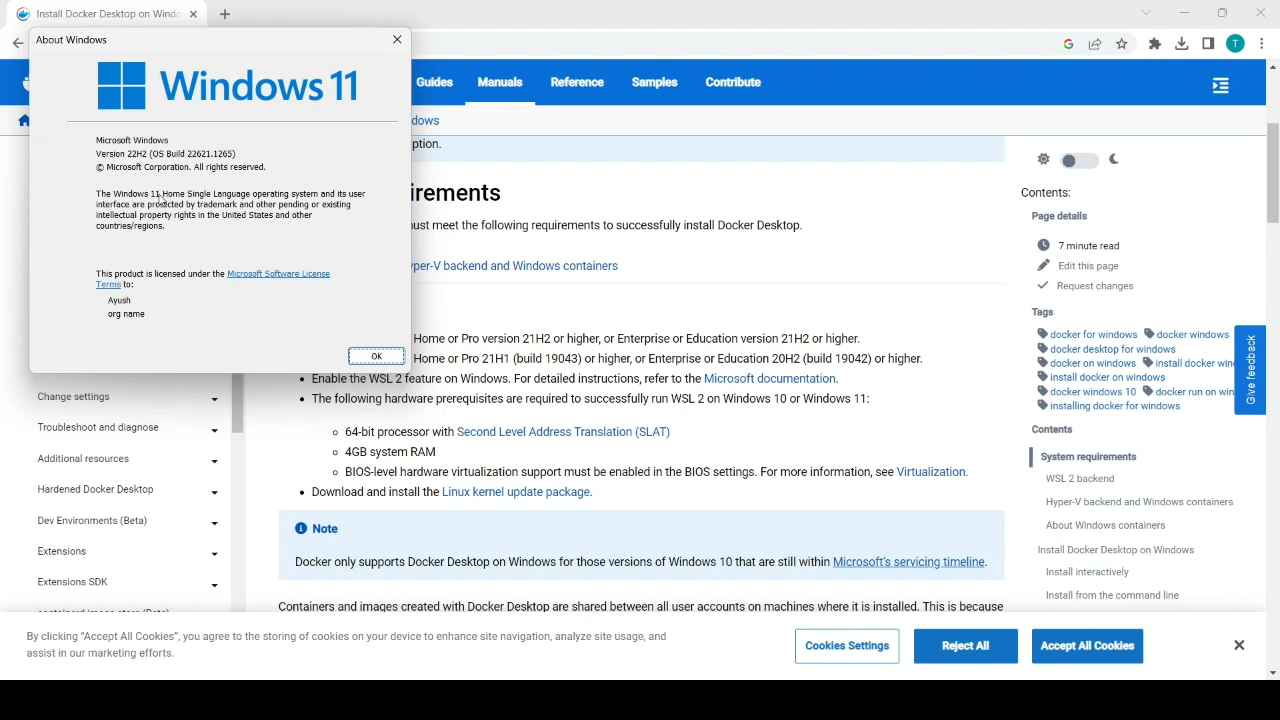 Install Docker Desktop on Windo
About Windows
Windows 11
Microsoft Windows
Version 22H2 (OS Build 22621.1265)
© Microsoft Corporation. All rights reserved.
The Windows 11 Home Single Language operating system and its user
interface are protected by trademark and other pending or existing
intellectual property rights in the United States and other
countries/regions.
This product is licensed under the Microsoft Software License
Terms to:
Ayush
org name
OK
T
Guides Manuals Reference Samples Contribute
dows
ption.
irements
ust meet the following requirements to successfully install Docker Desktop.
per-V backend and Windows containers
Home or Pro version 21H2 or higher, or Enterprise or Education version 21H2 or higher.
Home or Pro 21H1 (build 19043) or higher, or Enterprise or Education 20H2 (build 19042) or higher.
• Enable the WSL 2 feature on Windows. For detailed instructions, refer to the Microsoft documentation.
• The following hardware prerequisites are required to successfully run WSL 2 on Windows 10 or Windows 11:
64-bit processor with Second Level Address Translation (SLAT)
4GB system RAM
BIOS-level hardware virtualization support must be enabled in the BIOS settings. For more information, see Virtualization.
• Download and install the Linux kernel update package.
Note
Docker only supports Docker Desktop on Windows for those versions of Windows 10 that are still within Microsoft's servicing timeline.
Containers and images created with Docker Desktop are shared between all user accounts on machines where it is installed. This is because
Change settings
Troubleshoot and diagnose
Additional resources
Hardened Docker Desktop
Dev Environments (Beta)
Extensions
Extensions SDK
containerd image store (Beta)
Contents:
Page details
7 minute read
Edit this page
Request changes
Tags
docker for windows docker windows
docker desktop for windows
docker on windows install docker win
install docker on windows
docker windows 10 docker run on win
installing docker for windows
Give feedback
Contents
System requirements
WSL 2 backend
Hyper-V backend and Windows containers
About Windows containers
Install Docker Desktop on Windows
Install interactively
Install from the command line
By clicking "Accept All Cookies", you agree to the storing of cookies on your device to enhance site navigation, analyze site usage, and
assist in our marketing efforts.
Cookies Settings
Reject All
Accept All Cookies